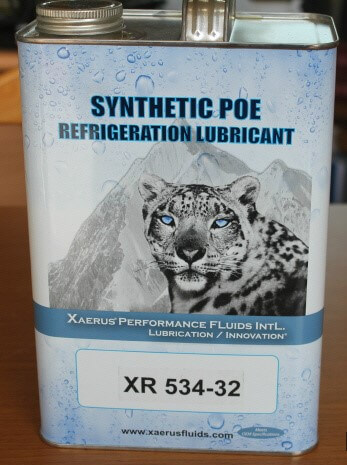 SYNTHETIC POE
REFRIGERATION LUBRICANT
XAERUS® PERFORMANCE FLUIDS INTL.
LUBRICATION / INNOVATION
XR 534-32
www.xaerusfluids.com